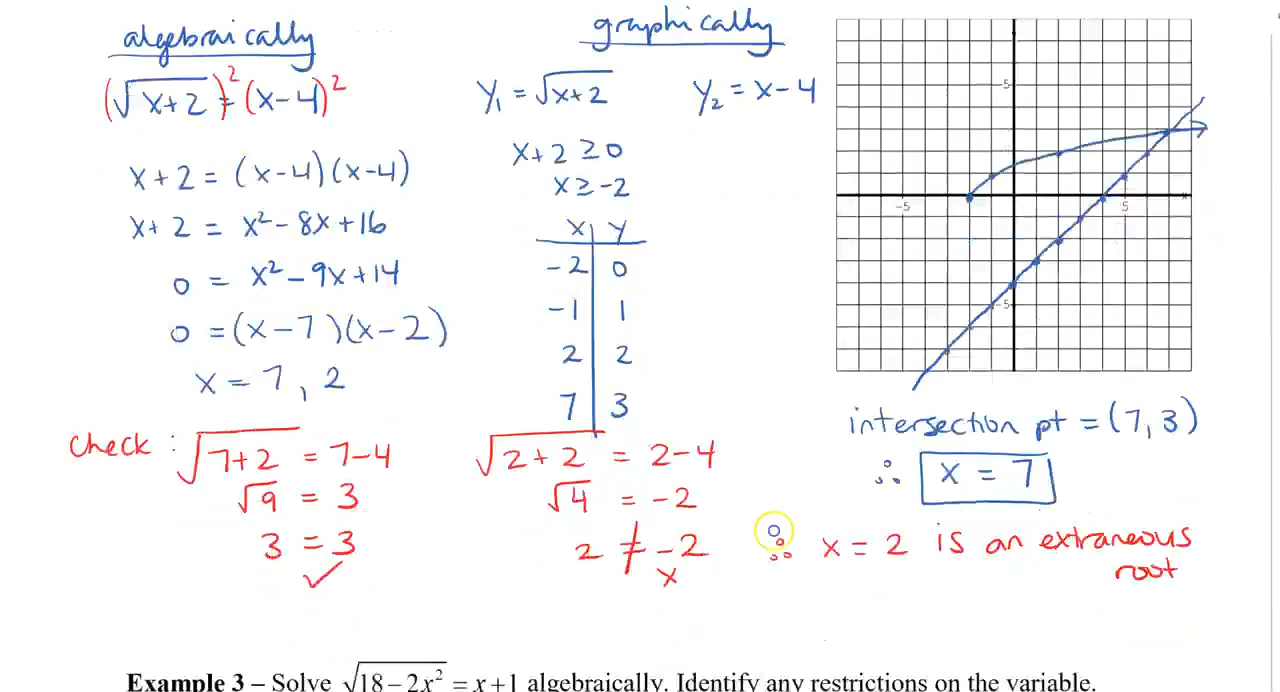 algebraically
(√x+2)² = (x-4)²
x+2 = (x-4)(x-4)
x+2 = x² - 8x + 16
0 = x² - 9x + 14
0 = (x-7)(x-2)
x = 7, 2
graphically
Y₁ = √x+2 Y₂ = x-4
x+2 ≥ 0
x ≥ -2
x y
-2 0
-1 1
2 2
7 3
5
-5 5 x
-5
intersection pt = (7, 3)
∴ x = 7
check: √7+2 = 7-4
√9 = 3
3 = 3
✓
√2+2 = 2-4
√4 = -2
2 ≠ -2
x
∴ x = 2 is an extraneous
root
Example 3 – Solve √18-2x² = x+1 algebraically. Identify any restrictions on the variable.